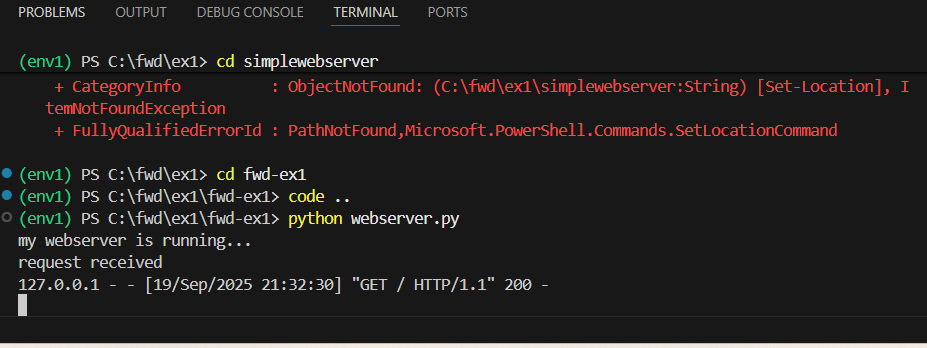 PROBLEMS OUTPUT DEBUG CONSOLE TERMINAL PORTS
(env1) PS C:\fwd\ex1> cd simplewebserver
+ CategoryInfo : ObjectNotFound: (C:\fwd\ex1\simplewebserver:String) [Set-Location], I
temNotFoundException
+ FullyQualifiedErrorId : PathNotFound,Microsoft.PowerShell.Commands.SetLocationCommand
(env1) PS C:\fwd\ex1> cd fwd-ex1
(env1) PS C:\fwd\ex1\fwd-ex1> code ..
(env1) PS C:\fwd\ex1\fwd-ex1> python webserver.py
my webserver is running...
request received
127.0.0.1 - - [19/Sep/2025 21:32:30] "GET / HTTP/1.1" 200 -